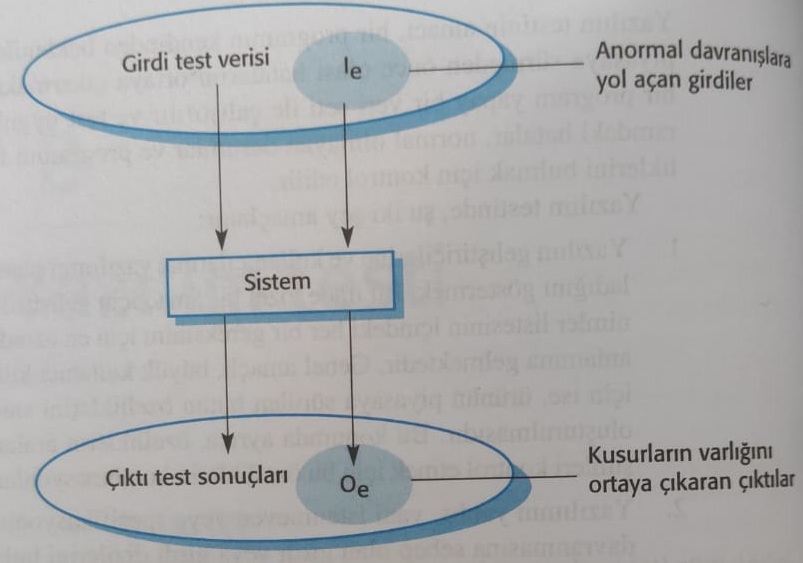 Girdi test verisi
Ie
Anormal davranışlara
yol açan girdiler
Sistem
Çıktı test sonuçları
Oe
Kusurların varlığını
ortaya çıkaran çıktılar